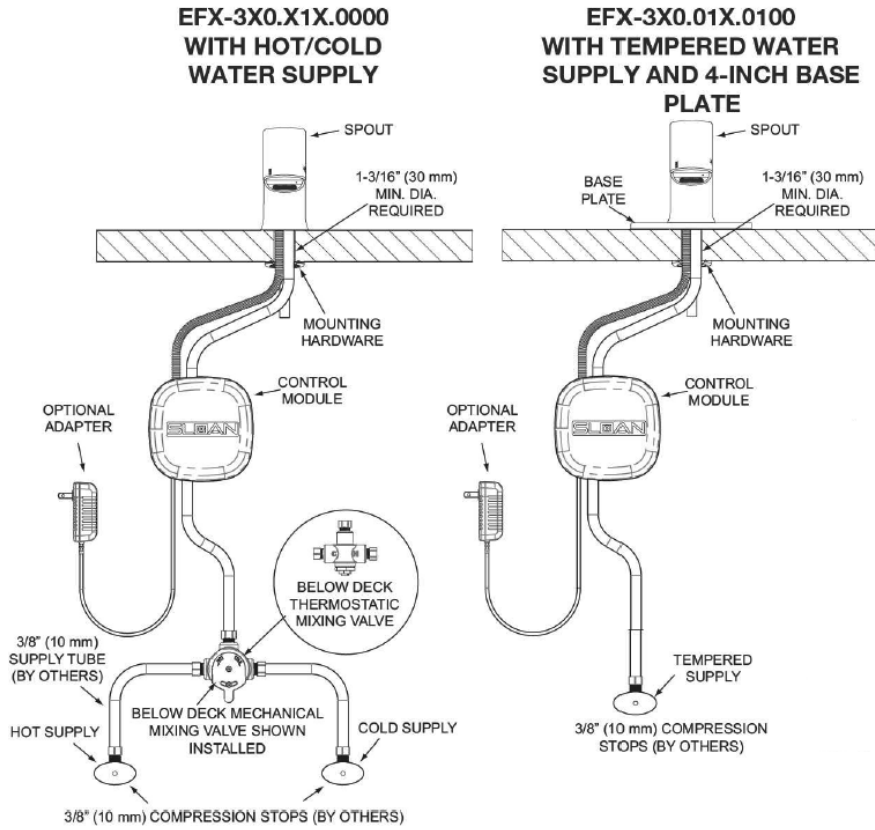 EFX-3X0.X1X.0000
WITH HOT/COLD
WATER SUPPLY
SPOUT
1-3/16" (30 mm)
MIN. DIA.
REQUIRED
MOUNTING
HARDWARE
CONTROL
MODULE
OPTIONAL
ADAPTER
SLOAN
BELOW DECK
THERMOSTATIC
MIXING VALVE
3/8" (10 mm)
SUPPLY TUBE
(BY OTHERS)
BELOW DECK MECHANICAL
MIXING VALVE SHOWN
INSTALLED
HOT SUPPLY
COLD SUPPLY
3/8" (10 mm) COMPRESSION STOPS (BY OTHERS)
EFX-3X0.01X.0100
WITH TEMPERED WATER
SUPPLY AND 4-INCH BASE
PLATE
SPOUT
BASE
PLATE
1-3/16" (30 mm)
MIN. DIA.
REQUIRED
MOUNTING
HARDWARE
CONTROL
MODULE
OPTIONAL
ADAPTER
SLOAN
TEMPERED
SUPPLY
3/8" (10 mm) COMPRESSION
STOPS (BY OTHERS)